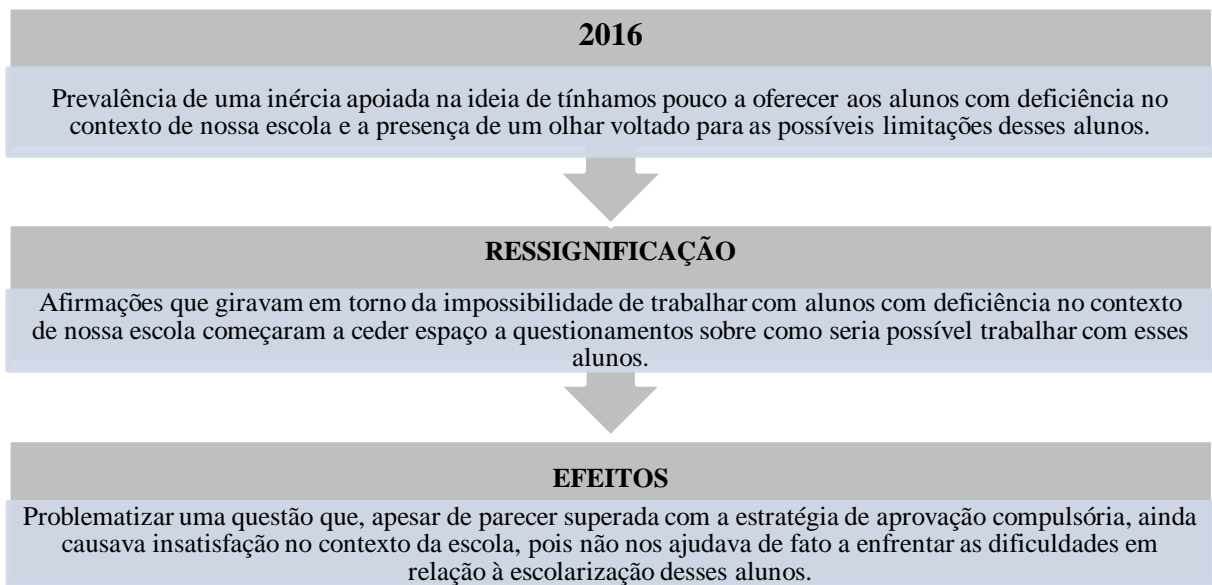 2016
Prevalência de uma inércia apoiada na ideia de tínhamos pouco a oferecer aos alunos com deficiência no
contexto de nossa escola e a presença de um olhar voltado para as possíveis limitações desses alunos.
RESSIGNIFICAÇÃO
Afirmações que giravam em torno da impossibilidade de trabalhar com alunos com deficiência no contexto
de nossa escola começaram a ceder espaço a questionamentos sobre como seria possível trabalhar com esses
alunos.
EFEITOS
Problematizar uma questão que, apesar de parecer superada com a estratégia de aprovação compulsória, ainda
causava insatisfação no contexto da escola, pois não nos ajudava de fato a enfrentar as dificuldades em
relação à escolarização desses alunos.